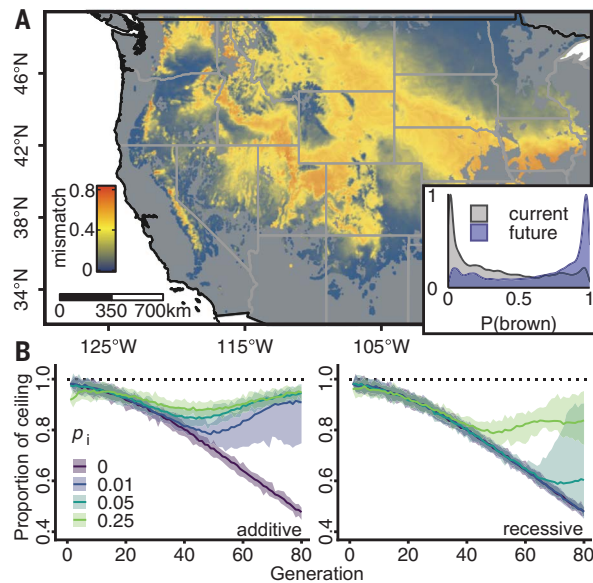 A
46°N
42°N
38°N
34°N
mismatch
0.8
0.4
0
0 350 700km
1
0
current
future
0 0.5 1
P(brown)
125°W 115°W 105°W
B
Proportion of ceiling
1.0
0.8
0.6
0.4
pi
0
0.01
0.05
0.25
additive
0 20 40 60 80
1.0
0.8
0.6
0.4
recessive
0 20 40 60 80
Generation